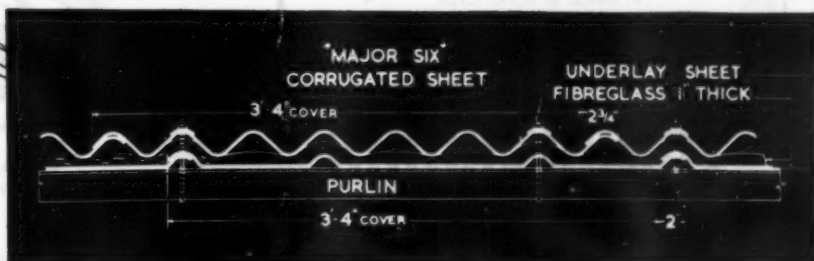 "MAJOR SIX"
CORRUGATED SHEET
UNDERLAY SHEET
FIBREGLASS 1" THICK
3'-4" COVER
2¾"
PURLIN
3'-4" COVER
2"